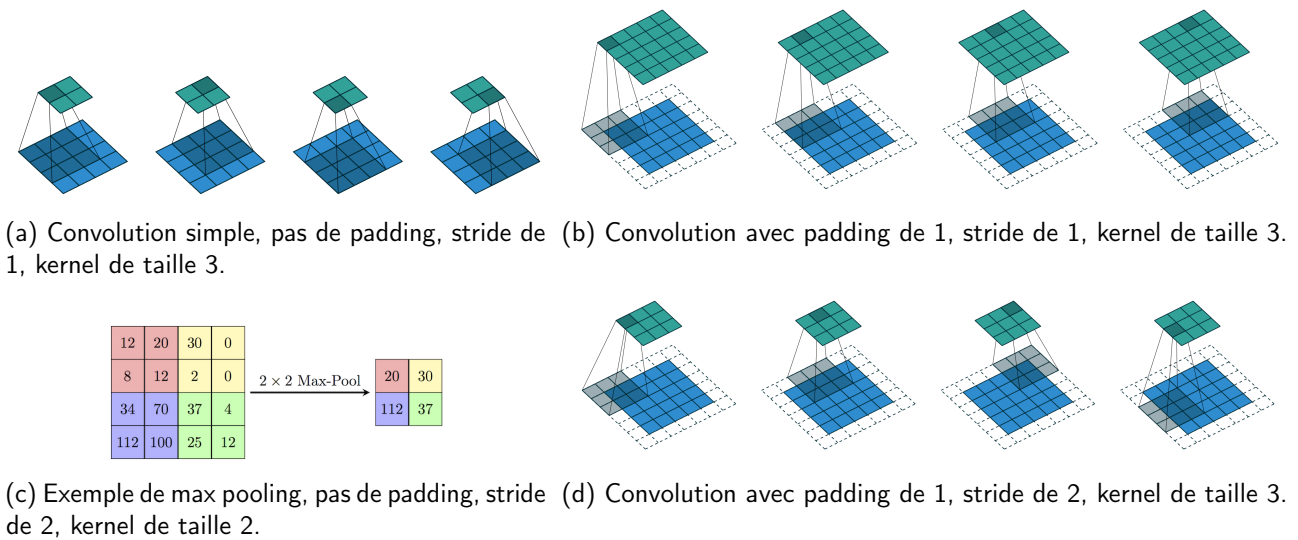 (a) Convolution simple, pas de padding, stride de
1, kernel de taille 3.
(b) Convolution avec padding de 1, stride de 1, kernel de taille 3.
12 20 30 0
8 12 2 0
34 70 37 4
112 100 25 12
2 × 2 Max-Pool
20 30
112 37
(c) Exemple de max pooling, pas de padding, stride
de 2, kernel de taille 2.
(d) Convolution avec padding de 1, stride de 2, kernel de taille 3.